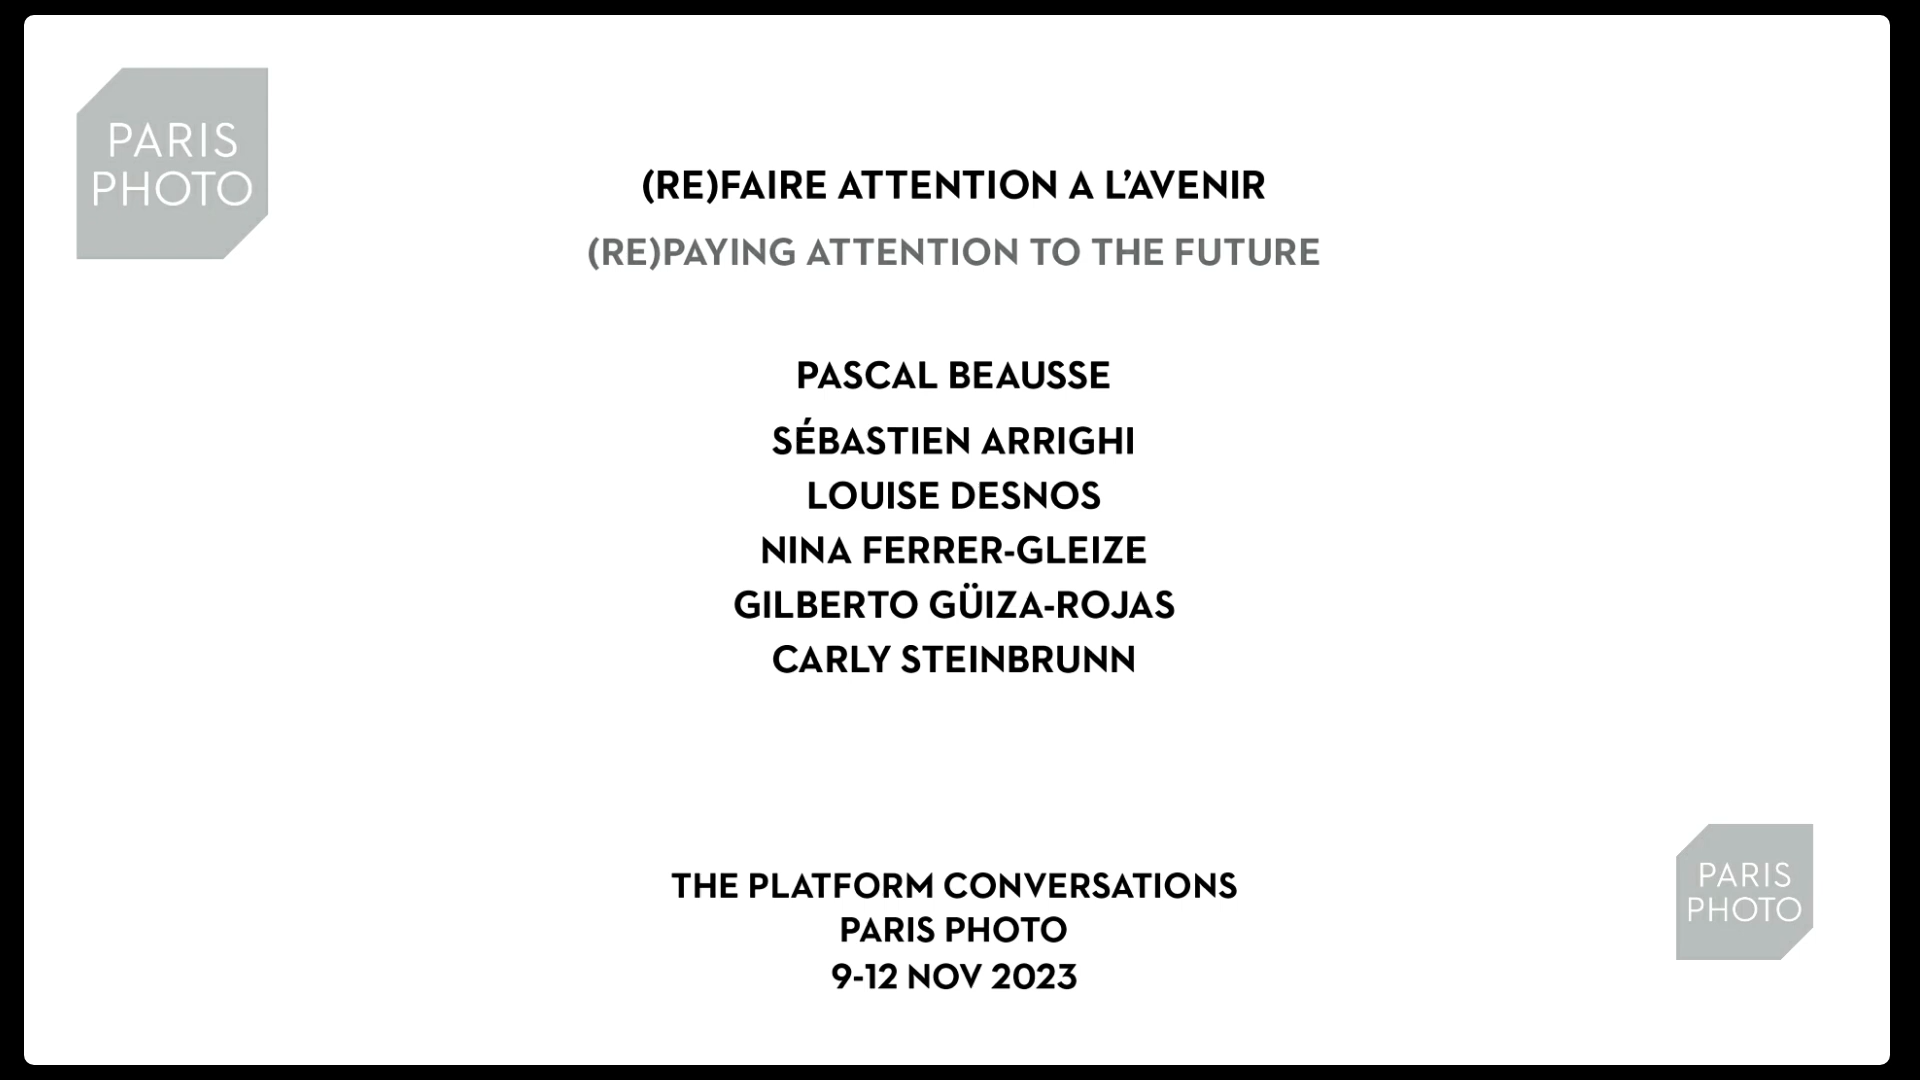 PARIS
PHOTO
(RE)FAIRE ATTENTION A L’AVENIR
(RE)PAYING ATTENTION TO THE FUTURE
PASCAL BEAUSSE
SÉBASTIEN ARRIGHI
LOUISE DESNOS
NINA FERRER-GLEIZE
GILBERTO GÜIZA-ROJAS
CARLY STEINBRUNN
THE PLATFORM CONVERSATIONS
PARIS PHOTO
9-12 NOV 2023
PARIS
PHOTO